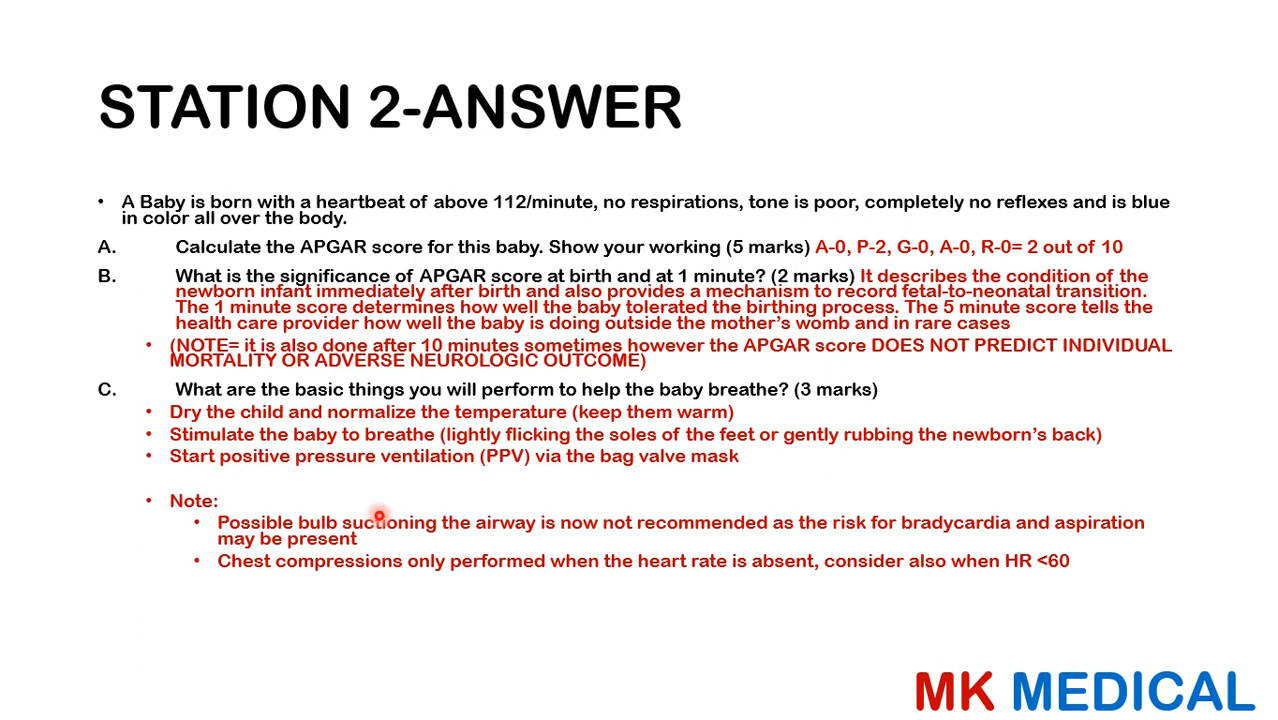 STATION 2-ANSWER
• A Baby is born with a heartbeat of above 112/minute, no respirations, tone is poor, completely no reflexes and is blue
in color all over the body.
A. Calculate the APGAR score for this baby. Show your working (5 marks) A-0, P-2, G-0, A-0, R-0= 2 out of 10
B. What is the significance of APGAR score at birth and at 1 minute? (2 marks) It describes the condition of the
newborn infant immediately after birth and also provides a mechanism to record fetal-to-neonatal transition.
The 1 minute score determines how well the baby tolerated the birthing process. The 5 minute score tells the
health care provider how well the baby is doing outside the mother's womb and in rare cases
• (NOTE= it is also done after 10 minutes sometimes however the APGAR score DOES NOT PREDICT INDIVIDUAL
MORTALITY OR ADVERSE NEUROLOGIC OUTCOME)
C. What are the basic things you will perform to help the baby breathe? (3 marks)
• Dry the child and normalize the temperature (keep them warm)
• Stimulate the baby to breathe (lightly flicking the soles of the feet or gently rubbing the newborn's back)
• Start positive pressure ventilation (PPV) via the bag valve mask
• Note:
• Possible bulb suctioning the airway is now not recommended as the risk for bradycardia and aspiration
may be present
• Chest compressions only performed when the heart rate is absent, consider also when HR <60
MK MEDICAL